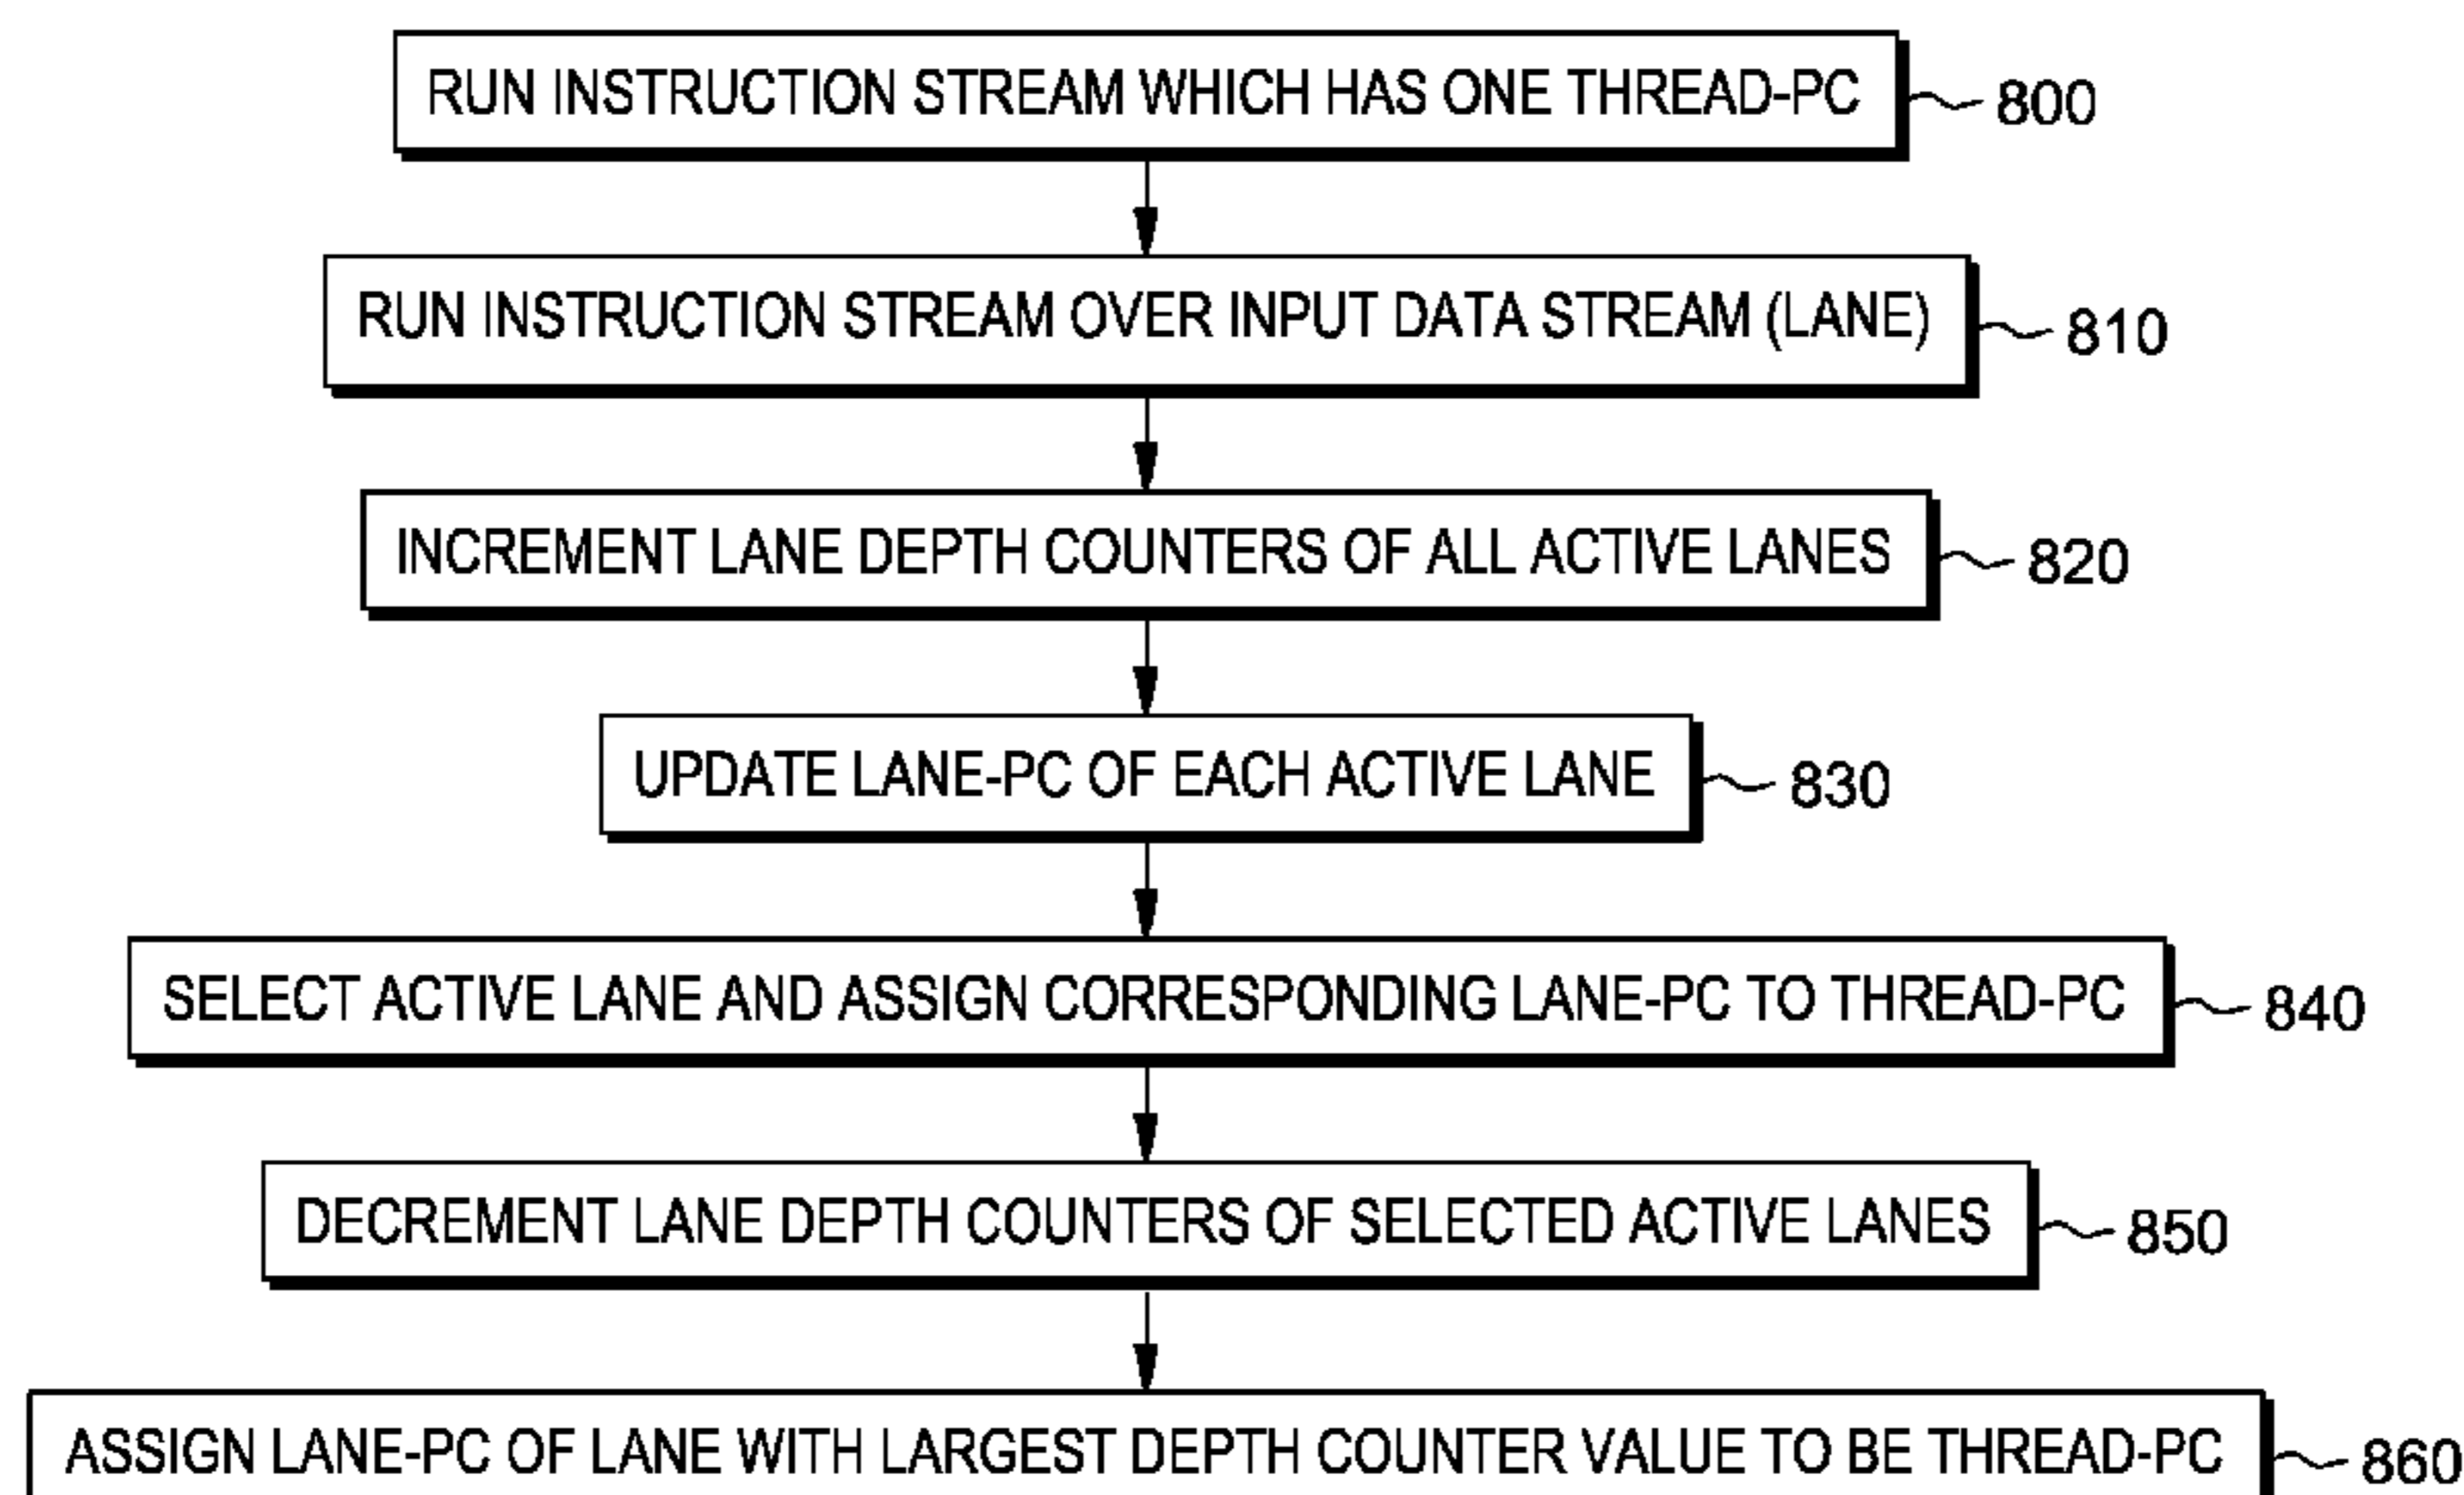 RUN INSTRUCTION STREAM WHICH HAS ONE THREAD-PC 800
RUN INSTRUCTION STREAM OVER INPUT DATA STREAM (LANE) 810
INCREMENT LANE DEPTH COUNTERS OF ALL ACTIVE LANES 820
UPDATE LANE-PC OF EACH ACTIVE LANE 830
SELECT ACTIVE LANE AND ASSIGN CORRESPONDING LANE-PC TO THREAD-PC 840
DECREMENT LANE DEPTH COUNTERS OF SELECTED ACTIVE LANES 850
ASSIGN LANE-PC OF LANE WITH LARGEST DEPTH COUNTER VALUE TO BE THREAD-PC 860